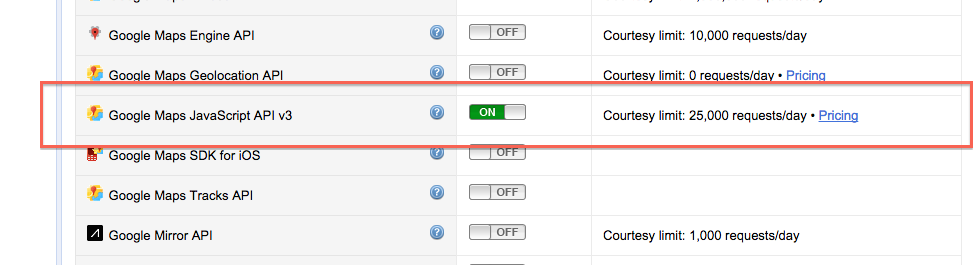 Google Maps Engine API OFF Courtesy limit: 10,000 requests/day
Google Maps Geolocation API OFF Courtesy limit: 0 requests/day • Pricing
Google Maps JavaScript API v3 ON Courtesy limit: 25,000 requests/day • Pricing
Google Maps SDK for iOS OFF
Google Maps Tracks API OFF
Google Mirror API OFF Courtesy limit: 1,000 requests/day